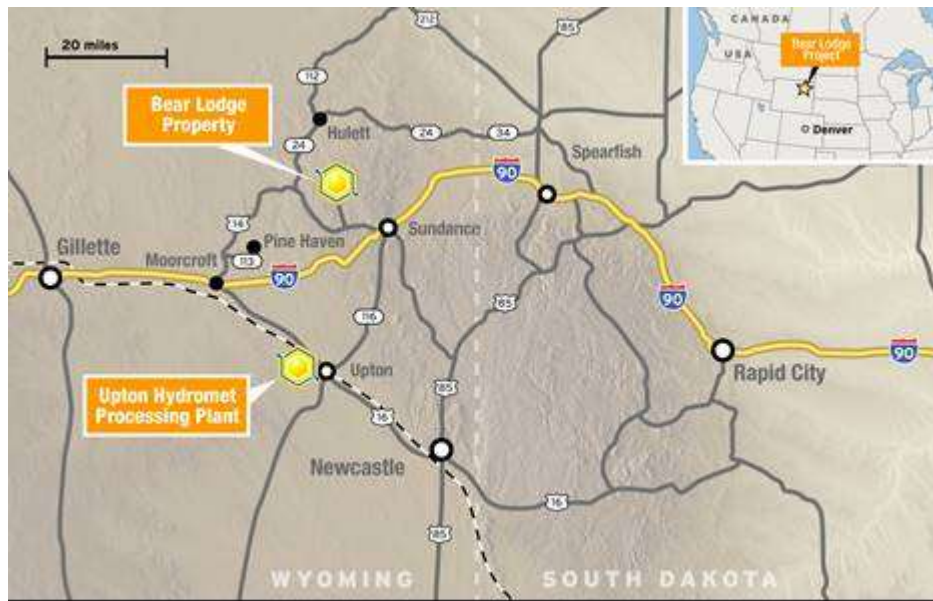 20 miles
212
85
CANADA
USA
Bear Lodge
Project
Denver
112
Bear Lodge
Property
Hulett
24
24
34
Spearfish
90
14
Sundance
Pine Haven
Gillette
113
Moorcroft
90
90
85
116
Rapid City
90
Upton
Upton Hydromet
Processing Plant
85
16
Newcastle
16
85
WYOMING
SOUTH DAKOTA